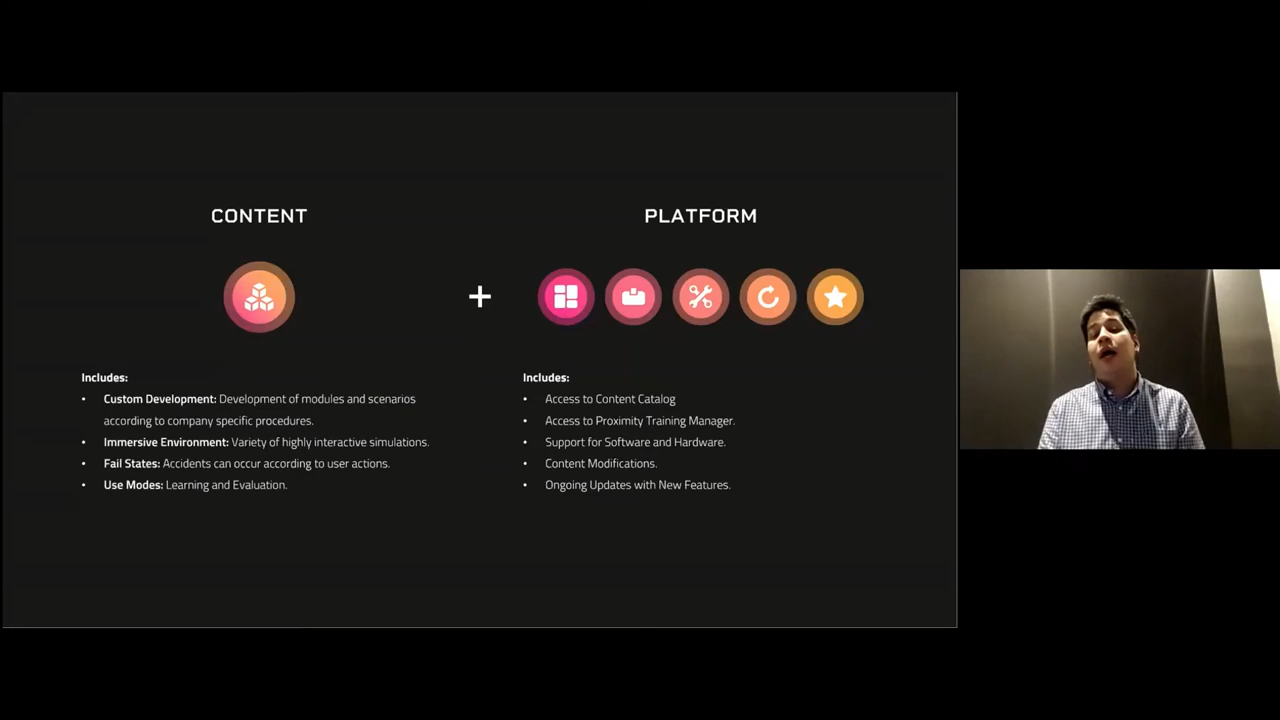 CONTENT
Includes:
• Custom Development: Development of modules and scenarios
according to company specific procedures.
• Immersive Environment: Variety of highly interactive simulations.
• Fail States: Accidents can occur according to user actions.
• Use Modes: Learning and Evaluation.
+
PLATFORM
Includes:
• Access to Content Catalog
• Access to Proximity Training Manager.
• Support for Software and Hardware.
• Content Modifications.
• Ongoing Updates with New Features.